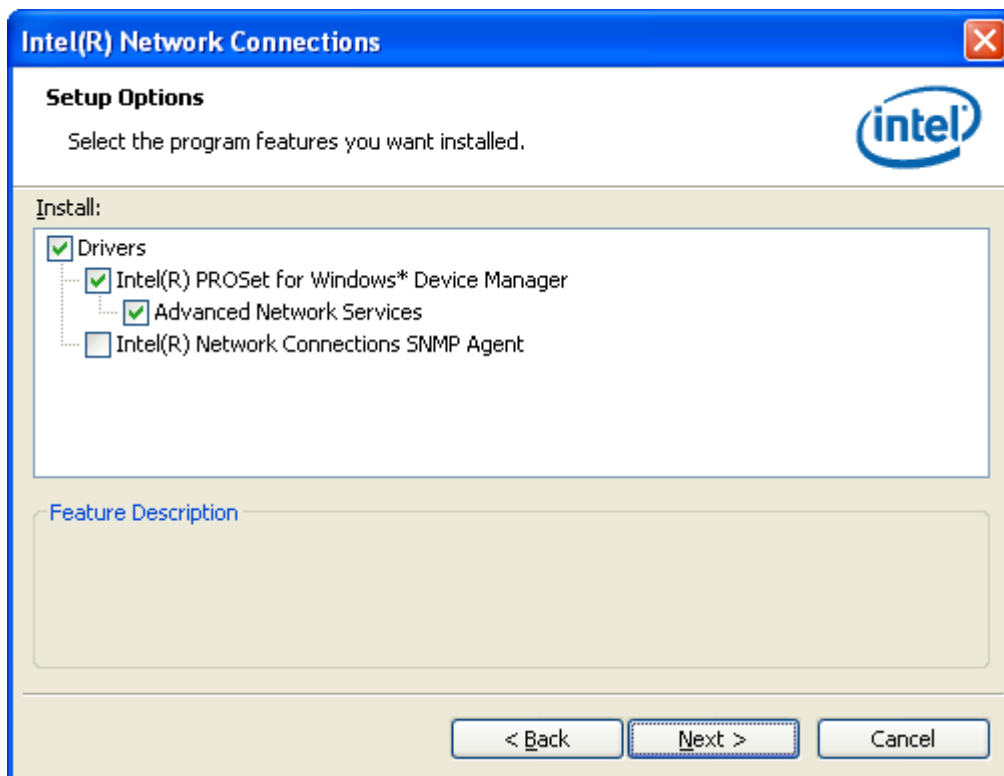 Intel(R) Network Connections
Setup Options
Select the program features you want installed.
intel
Install:
Drivers
Intel(R) PROSet for Windows* Device Manager
Advanced Network Services
Intel(R) Network Connections SNMP Agent
Feature Description
< Back Next > Cancel